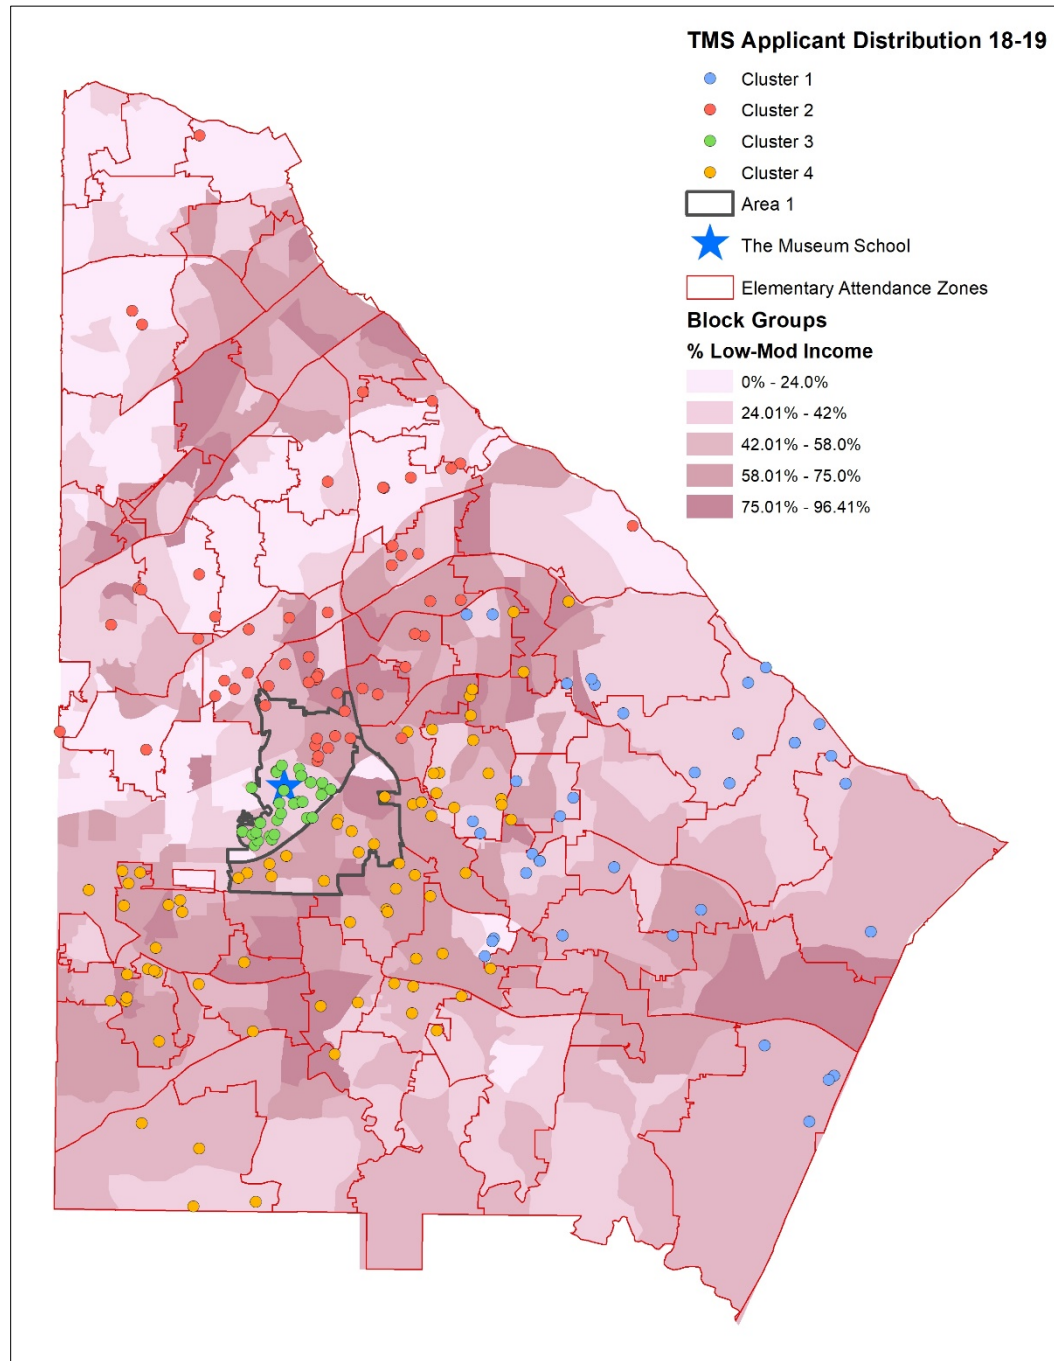 TMS Applicant Distribution 18-19
Cluster 1
Cluster 2
Cluster 3
Cluster 4
Area 1
The Museum School
Elementary Attendance Zones
Block Groups
% Low-Mod Income
0% - 24.0%
24.01% - 42%
42.01% - 58.0%
58.01% - 75.0%
75.01% - 96.41%